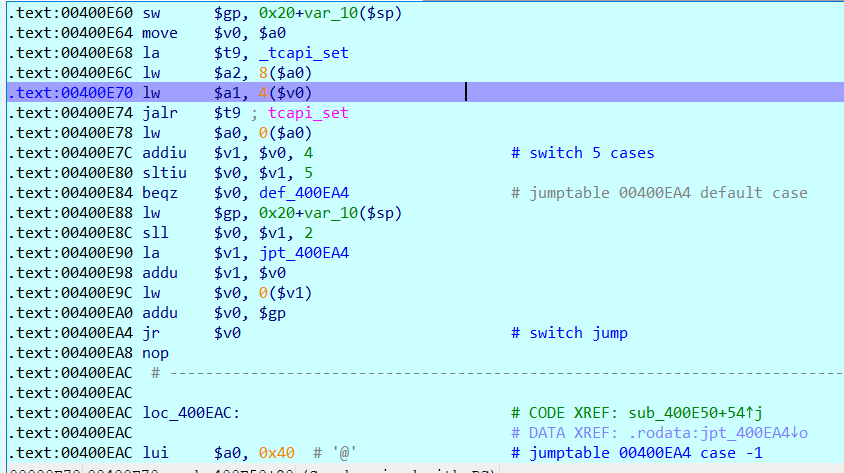 .text:00400E60 sw $gp, 0x20+var_10($sp)
.text:00400E64 move $v0, $a0
.text:00400E68 la $t9, _tcapi_set
.text:00400E6C lw $a2, 8($a0)
.text:00400E70 lw $a1, 4($v0)
.text:00400E74 jalr $t9 ; tcapi_set
.text:00400E78 lw $a0, 0($a0)
.text:00400E7C addiu $v1, $v0, 4 # switch 5 cases
.text:00400E80 sltiu $v0, $v1, 5
.text:00400E84 beqz $v0, def_400EA4 # jumptable 00400EA4 default case
.text:00400E88 lw $gp, 0x20+var_10($sp)
.text:00400E8C sll $v0, $v1, 2
.text:00400E90 la $v1, jpt_400EA4
.text:00400E98 addu $v1, $v0
.text:00400E9C lw $v0, 0($v1)
.text:00400EA0 addu $v0, $gp
.text:00400EA4 jr $v0 # switch jump
.text:00400EA8 nop
.text:00400EAC # ---------------------------------------------------------------------------
.text:00400EAC
.text:00400EAC loc_400EAC: # CODE XREF: sub_400E50+54↑j
.text:00400EAC # DATA XREF: .rodata:jpt_400EA4↓o
.text:00400EAC lui $a0, 0x40 # '@' # jumptable 00400EA4 case -1